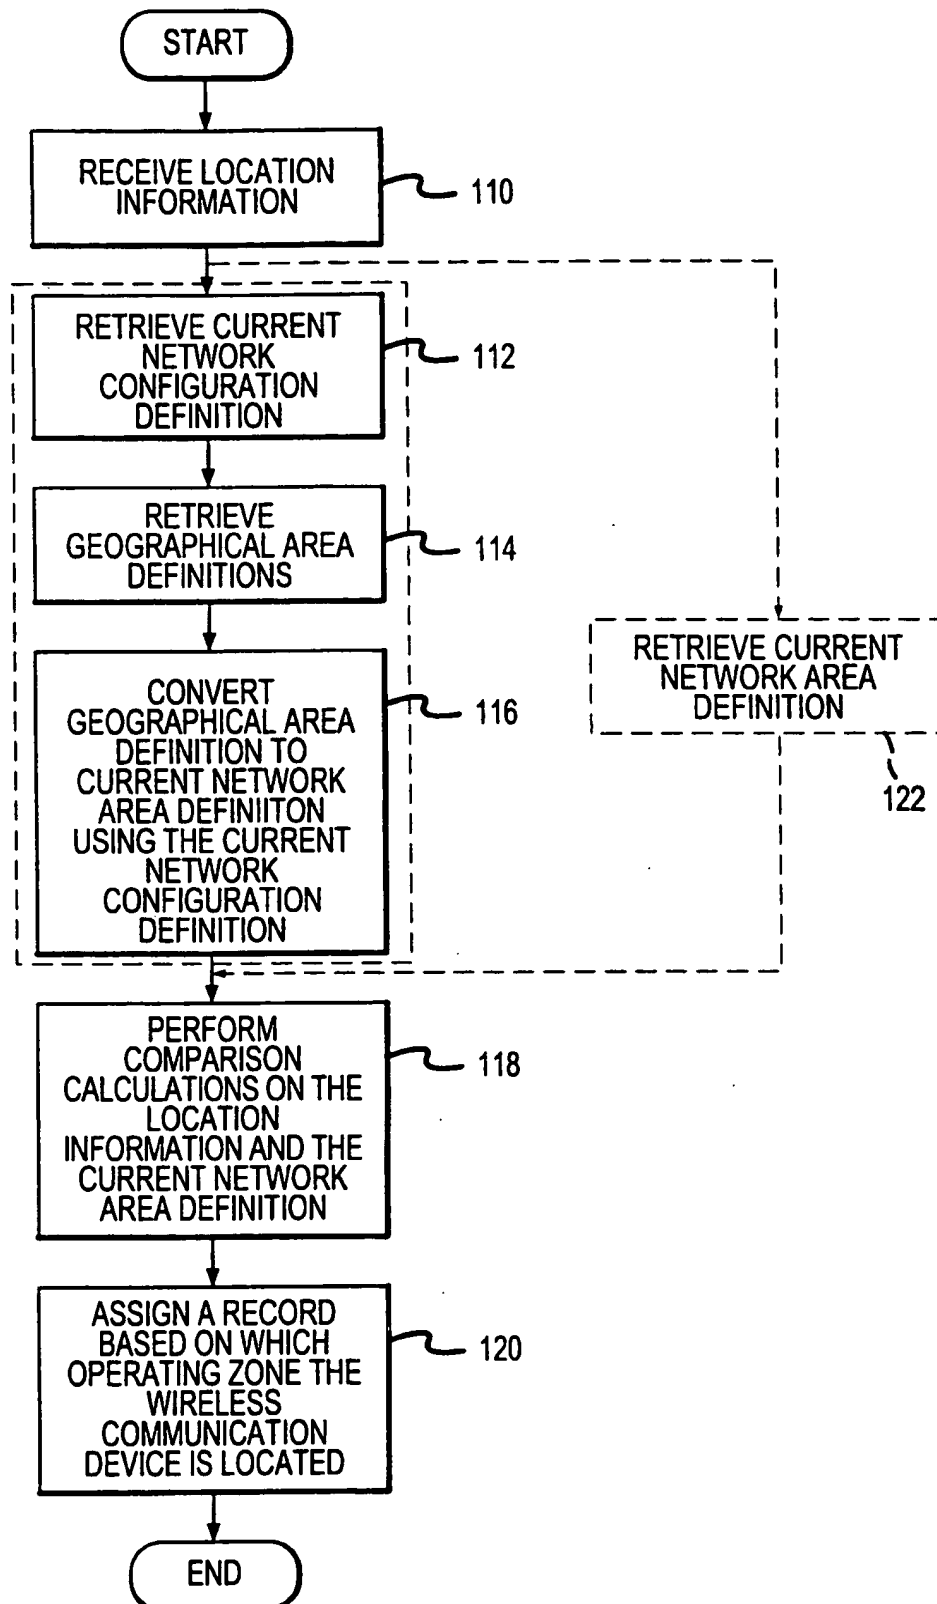 START
RECEIVE LOCATION
INFORMATION
110
RETRIEVE CURRENT
NETWORK
CONFIGURATION
DEFINITION
112
RETRIEVE
GEOGRAPHICAL AREA
DEFINITIONS
114
CONVERT
GEOGRAPHICAL AREA
DEFINITION TO
CURRENT NETWORK
AREA DEFINIITON
USING THE CURRENT
NETWORK
CONFIGURATION
DEFINITION
116
RETRIEVE CURRENT
NETWORK AREA
DEFINITION
122
PERFORM
COMPARISON
CALCULATIONS ON THE
LOCATION
INFORMATION AND THE
CURRENT NETWORK
AREA DEFINITION
118
ASSIGN A RECORD
BASED ON WHICH
OPERATING ZONE THE
WIRELESS
COMMUNICATION
DEVICE IS LOCATED
120
END